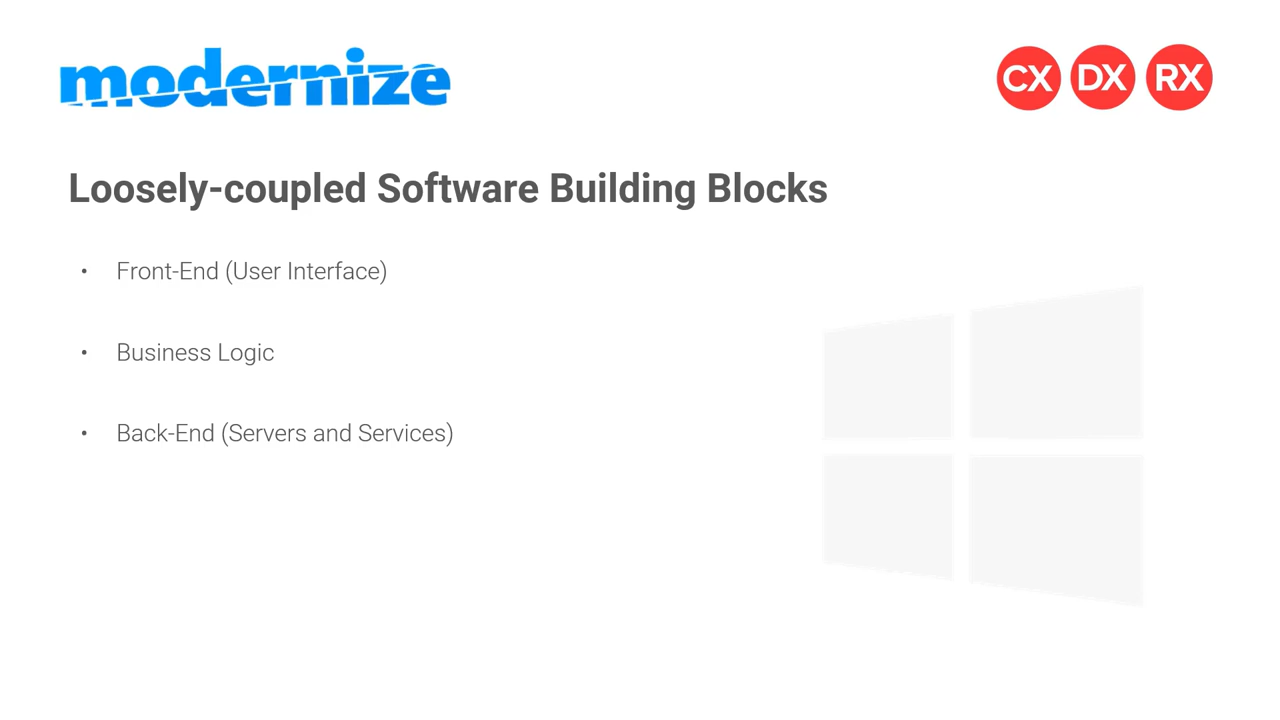 modernize
CX DX RX
Loosely-coupled Software Building Blocks
• Front-End (User Interface)
• Business Logic
• Back-End (Servers and Services)